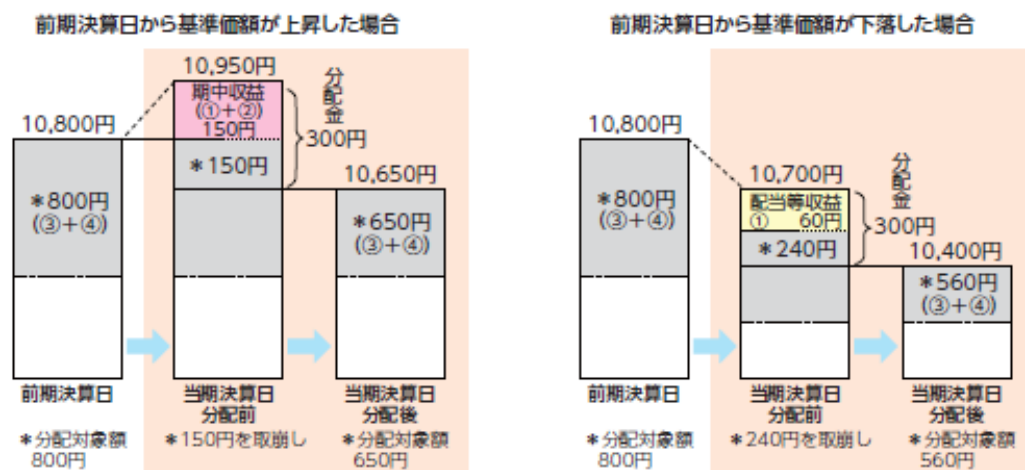 前期決算日から基準価額が上昇した場合
10,950円
期中収益
(①+②)
150円
分配金
300円
10,800円
*150円
10,650円
*800円
(③+④)
*650円
(③+④)
前期決算日
当期決算日
分配前
当期決算日
分配後
*分配対象額
800円
*150円を取崩し
*分配対象額
650円
前期決算日から基準価額が下落した場合
10,800円
10,700円
分配金
*800円
(③+④)
配当等収益
① 60円
300円
*240円
10,400円
*560円
(③+④)
前期決算日
当期決算日
分配前
当期決算日
分配後
*分配対象額
800円
*240円を取崩し
*分配対象額
560円